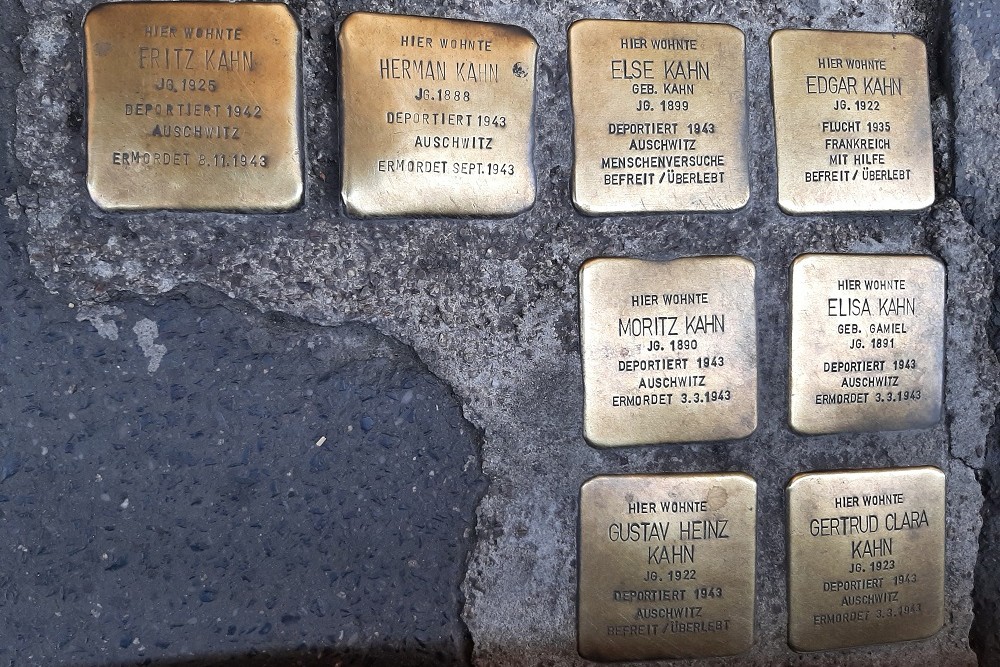 HIER WOHNTE
FRITZ KAHN
JG. 1925
DEPORTIERT 1942
AUSCHWITZ
ERMORDET 8.11.1943
HIER WOHNTE
HERMAN KAHN
JG. 1888
DEPORTIERT 1943
AUSCHWITZ
ERMORDET SEPT. 1943
HIER WOHNTE
ELSE KAHN
GEB. KAHN
JG. 1899
DEPORTIERT 1943
AUSCHWITZ
MENSCHENVERSUCHE
BEFREIT / ÜBERLEBT
HIER WOHNTE
EDGAR KAHN
JG. 1922
FLUCHT 1935
FRANKREICH
MIT HILFE
BEFREIT / ÜBERLEBT
HIER WOHNTE
MORITZ KAHN
JG. 1890
DEPORTIERT 1943
AUSCHWITZ
ERMORDET 3.3.1943
HIER WOHNTE
ELISA KAHN
GEB. GAMIEL
JG. 1891
DEPORTIERT 1943
AUSCHWITZ
ERMORDET 3.3.1943
HIER WOHNTE
GUSTAV HEINZ
KAHN
JG. 1922
DEPORTIERT 1943
AUSCHWITZ
BEFREIT / ÜBERLEBT
HIER WOHNTE
GERTRUD CLARA
KAHN
JG. 1923
DEPORTIERT 1943
AUSCHWITZ
ERMORDET 3.3.1943